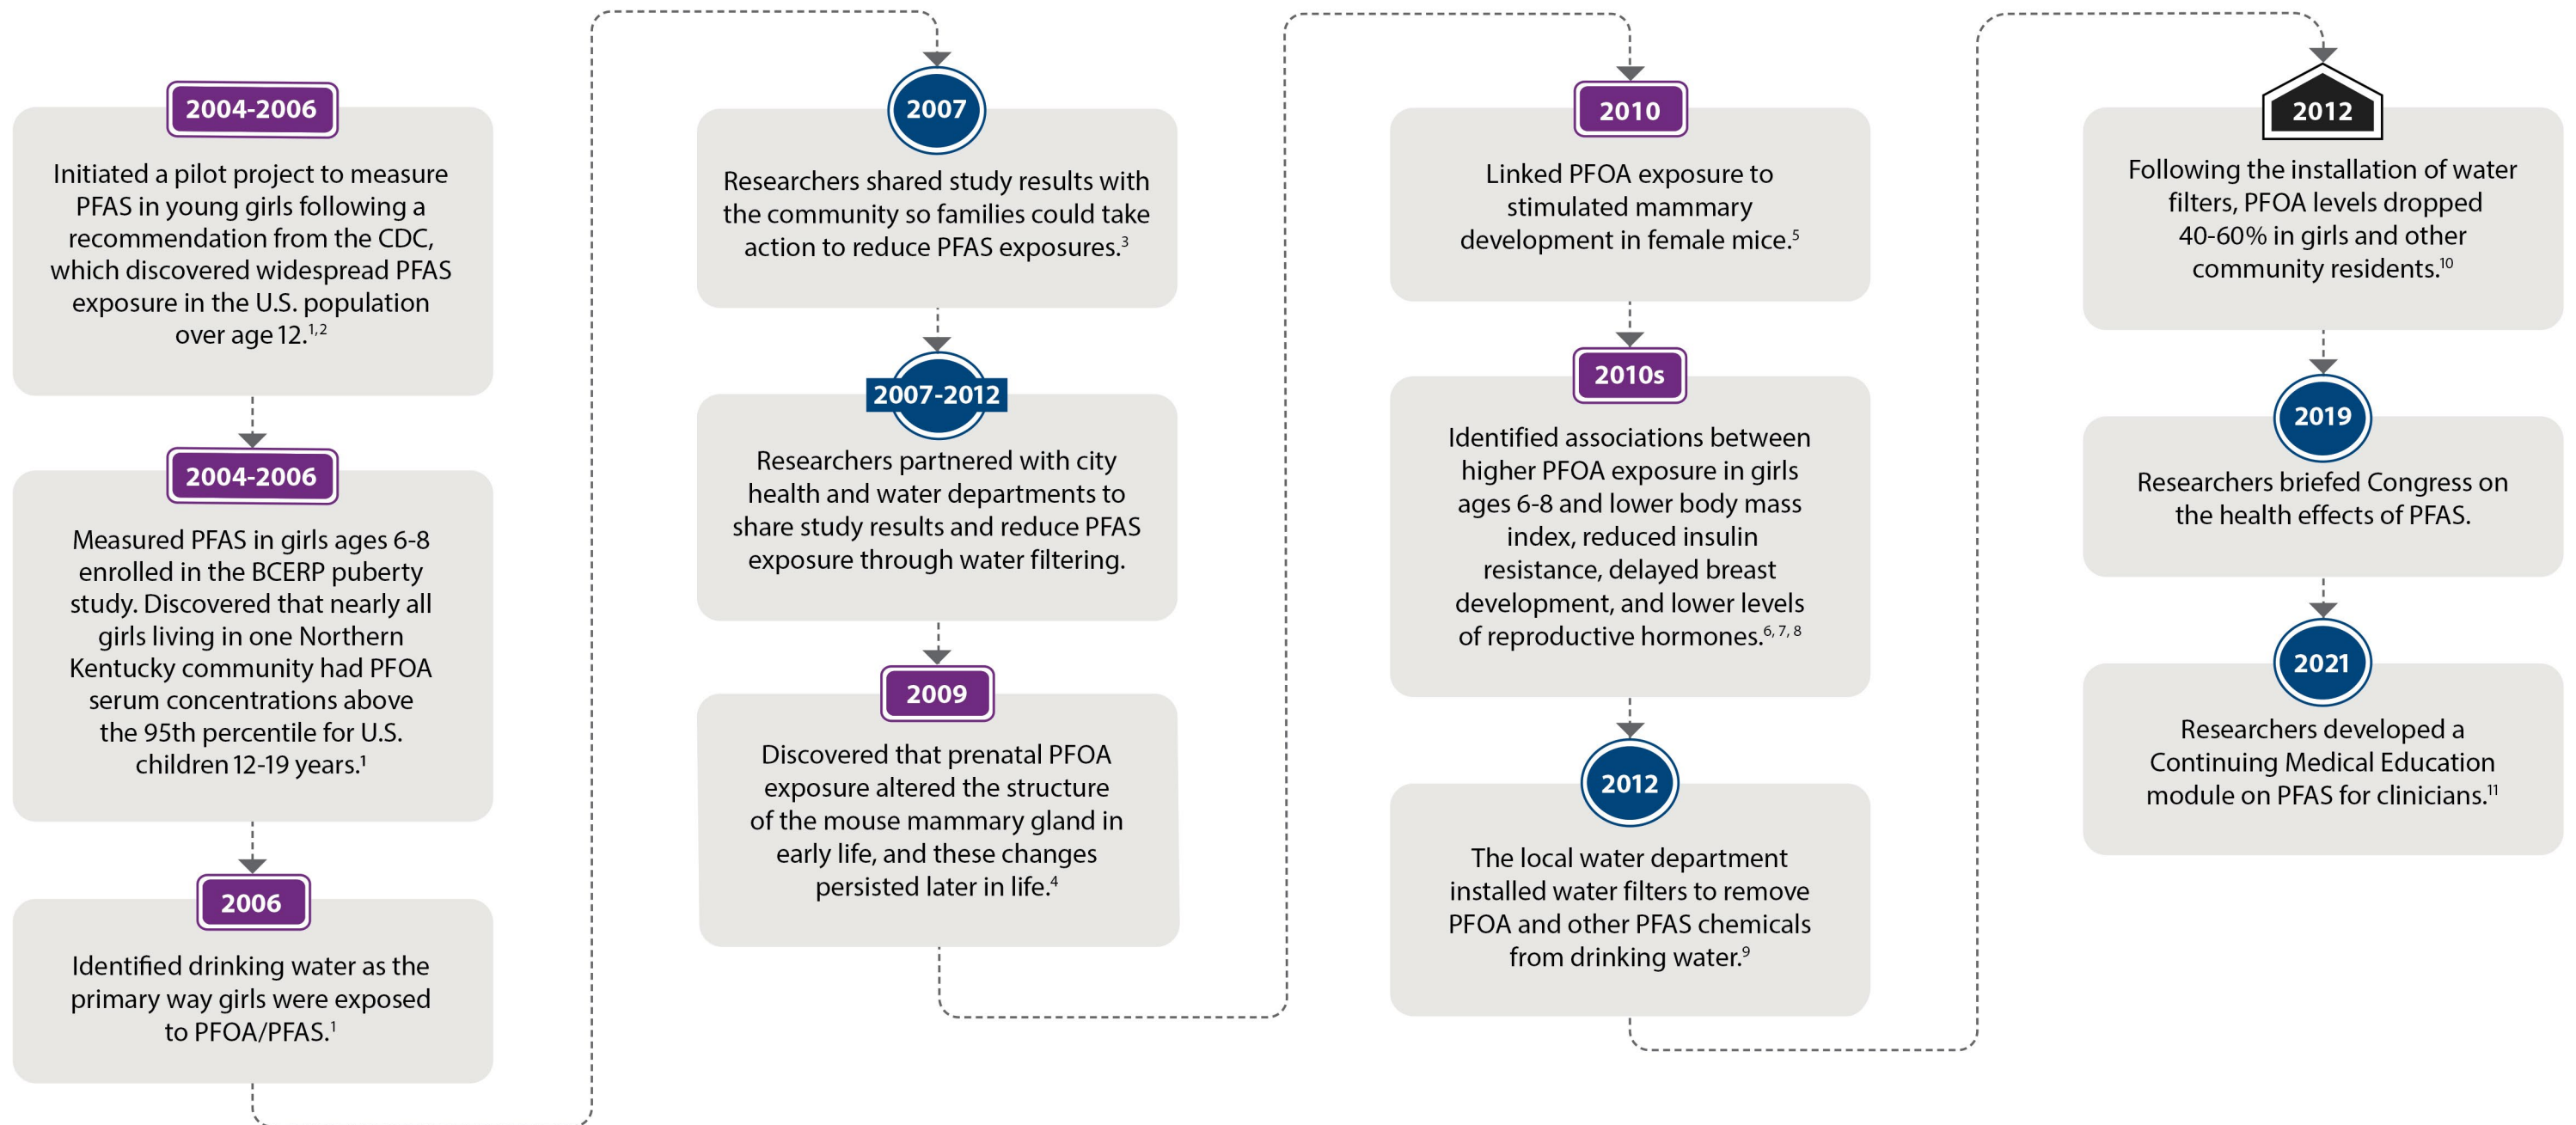 2004-2006
Initiated a pilot project to measure
PFAS in young girls following a
recommendation from the CDC,
which discovered widespread PFAS
exposure in the U.S. population
over age 12.1,2
2004-2006
Measured PFAS in girls ages 6-8
enrolled in the BCERP puberty
study. Discovered that nearly all
girls living in one Northern
Kentucky community had PFOA
serum concentrations above
the 95th percentile for U.S.
children 12-19 years.1
2006
Identified drinking water as the
primary way girls were exposed
to PFOA/PFAS.1
2007
Researchers shared study results with
the community so families could take
action to reduce PFAS exposures.3
2007-2012
Researchers partnered with city
health and water departments to
share study results and reduce PFAS
exposure through water filtering.
2009
Discovered that prenatal PFOA
exposure altered the structure
of the mouse mammary gland in
early life, and these changes
persisted later in life.4
2010
Linked PFOA exposure to
stimulated mammary
development in female mice.5
2010s
Identified associations between
higher PFOA exposure in girls
ages 6-8 and lower body mass
index, reduced insulin
resistance, delayed breast
development, and lower levels
of reproductive hormones.6, 7, 8
2012
The local water department
installed water filters to remove
PFOA and other PFAS chemicals
from drinking water.9
2012
Following the installation of water
filters, PFOA levels dropped
40-60% in girls and other
community residents.10
2019
Researchers briefed Congress on
the health effects of PFAS.
2021
Researchers developed a
Continuing Medical Education
module on PFAS for clinicians.11